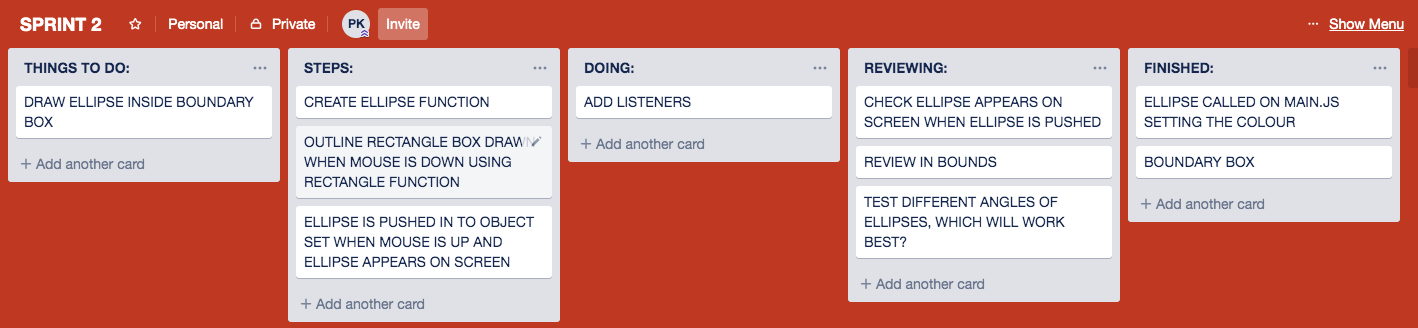 SPRINT 2
Personal
Private
PK
Invite
... Show Menu
THINGS TO DO:
DRAW ELLIPSE INSIDE BOUNDARY
BOX
+ Add another card
STEPS:
CREATE ELLIPSE FUNCTION
OUTLINE RECTANGLE BOX DRAWN
WHEN MOUSE IS DOWN USING
RECTANGLE FUNCTION
ELLIPSE IS PUSHED IN TO OBJECT
SET WHEN MOUSE IS UP AND
ELLIPSE APPEARS ON SCREEN
+ Add another card
DOING:
ADD LISTENERS
+ Add another card
REVIEWING:
CHECK ELLIPSE APPEARS ON
SCREEN WHEN ELLIPSE IS PUSHED
REVIEW IN BOUNDS
TEST DIFFERENT ANGLES OF
ELLIPSES, WHICH WILL WORK
BEST?
+ Add another card
FINISHED:
ELLIPSE CALLED ON MAIN.JS
SETTING THE COLOUR
BOUNDARY BOX
+ Add another card